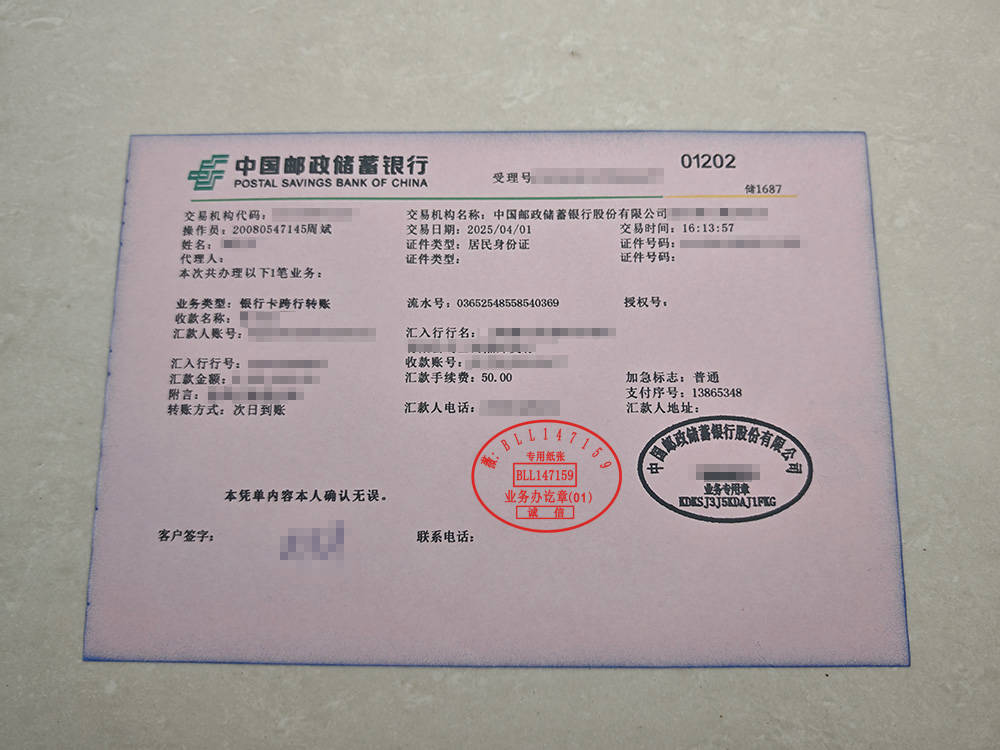 中国邮政储蓄银行
POSTAL SAVINGS BANK OF CHINA
受理号
01202
储1687
交易机构代码: 交易机构名称: 中国邮政储蓄银行股份有限公司
操作员: 20080547145周斌 交易日期: 2025/04/01 交易时间: 16:13:57
姓名: 证件类型: 居民身份证 证件号码:
代理人: 证件类型: 证件号码:
本次共办理以下1笔业务:
业务类型: 银行卡跨行转账 流水号: 03652548558540369 授权号:
收款名称:
汇款人账号: 汇入行行名:
汇入行行号: 收款账号:
汇款金额: 汇款手续费: 50.00 加急标志: 普通
附言: 支付序号: 13865348
转账方式: 次日到账 汇款人电话: 汇款人地址:
薇: BLL147159
专用纸张
BLL147159
业务办讫章(01)
诚 信
中国邮政储蓄银行股份有限公司
业务专用章
KDKSJ3J5KDAJ1FKG
本凭单内容本人确认无误。
客户签字: 联系电话: